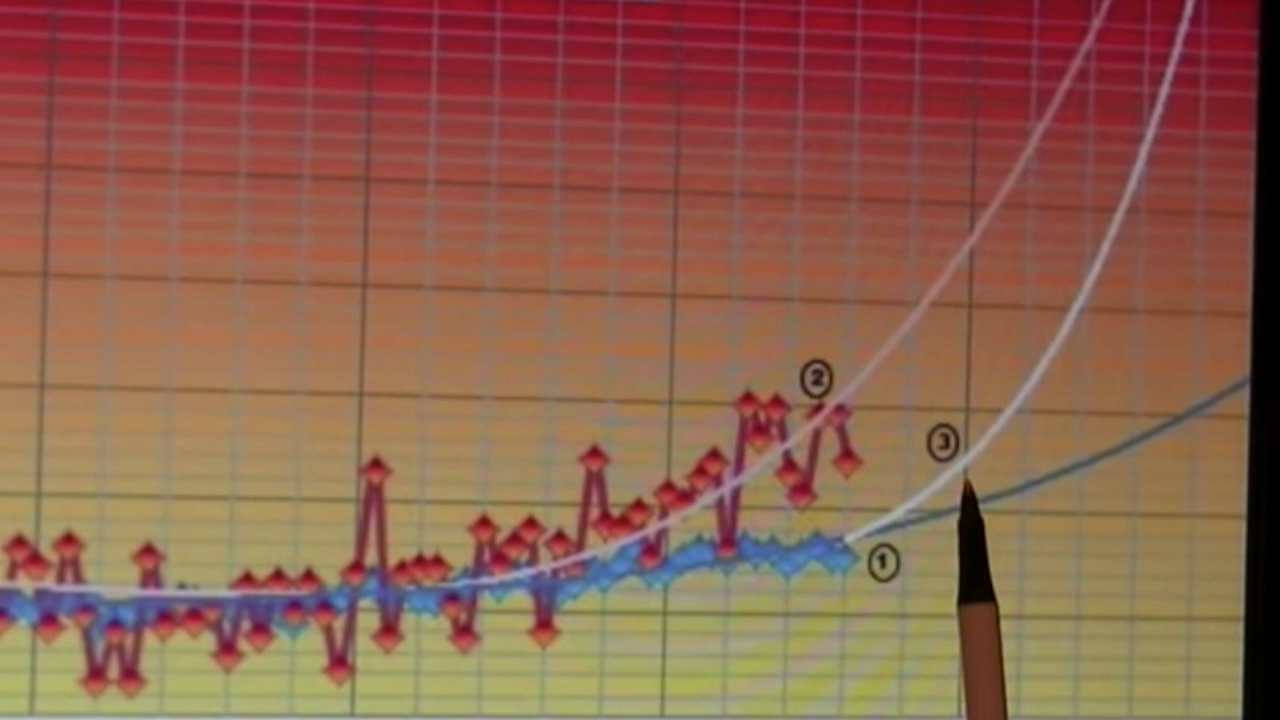 ②
③
①